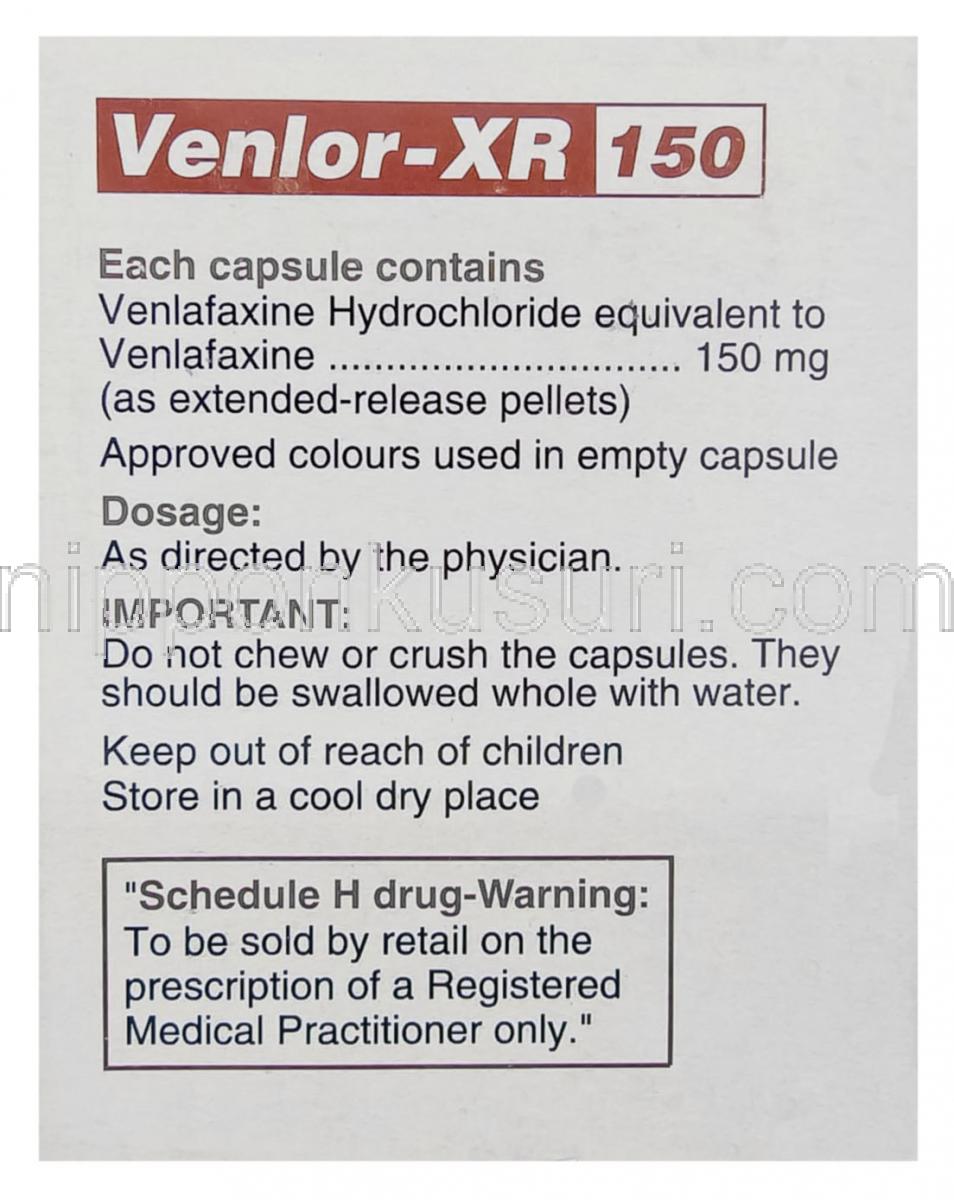 Venlor-XR 150
Each capsule contains
Venlafaxine Hydrochloride equivalent to
Venlafaxine ............................... 150 mg
(as extended-release pellets)
Approved colours used in empty capsule
Dosage:
As directed by the physician.
nipponkusuri.com
IMPORTANT:
Do not chew or crush the capsules. They
should be swallowed whole with water.
Keep out of reach of children
Store in a cool dry place
"Schedule H drug-Warning:
To be sold by retail on the
prescription of a Registered
Medical Practitioner only."